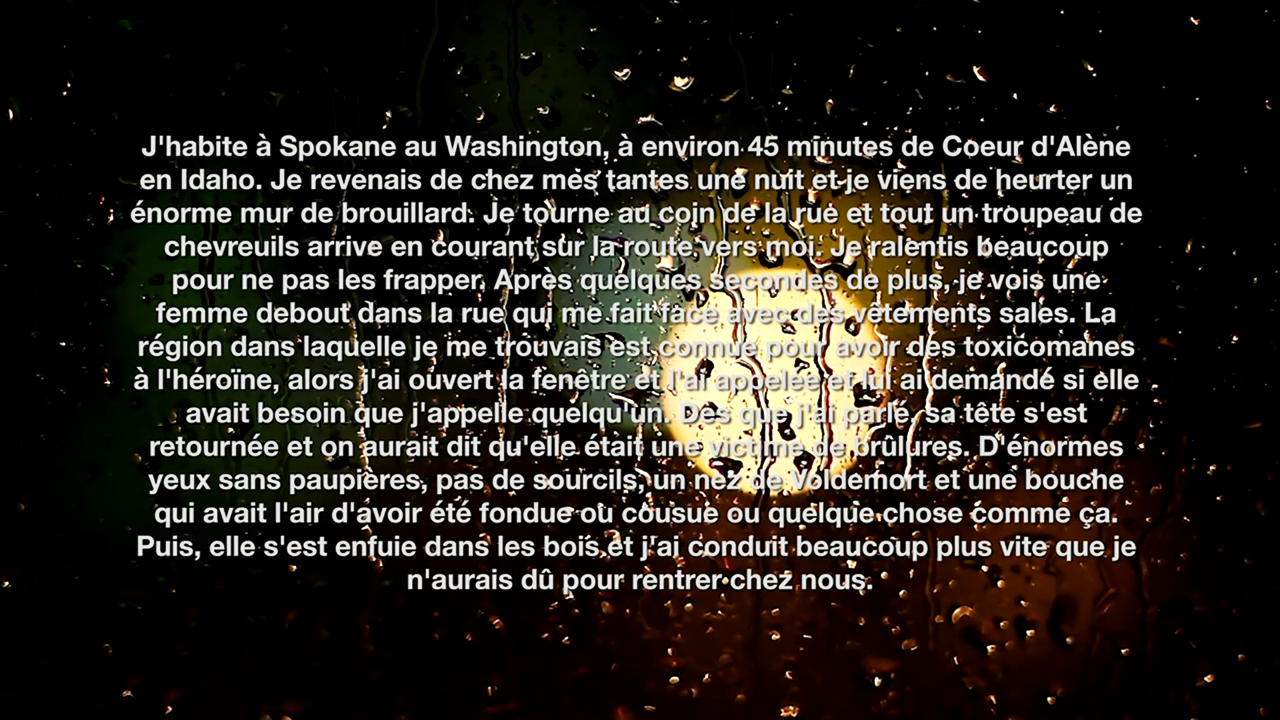 J'habite à Spokane au Washington, à environ 45 minutes de Coeur d'Alène
en Idaho. Je revenais de chez mes tantes une nuit et je viens de heurter un
énorme mur de brouillard. Je tourne au coin de la rue et tout un troupeau de
chevreuils arrive en courant sur la route vers moi. Je ralentis beaucoup
pour ne pas les frapper. Après quelques secondes de plus, je vois une
femme debout dans la rue qui me fait face avec des vêtements sales. La
région dans laquelle je me trouvais est connue pour avoir des toxicomanes
à l'héroïne, alors j'ai ouvert la fenêtre et l'ai appelée et lui ai demandé si elle
avait besoin que j'appelle quelqu'un. Dès que j'ai parlé, sa tête s'est
retournée et on aurait dit qu'elle était une victime de brûlures. D'énormes
yeux sans paupières, pas de sourcils, un nez de Voldemort et une bouche
qui avait l'air d'avoir été fondue ou cousue ou quelque chose comme ça.
Puis, elle s'est enfuie dans les bois et j'ai conduit beaucoup plus vite que je
n'aurais dû pour rentrer chez nous.